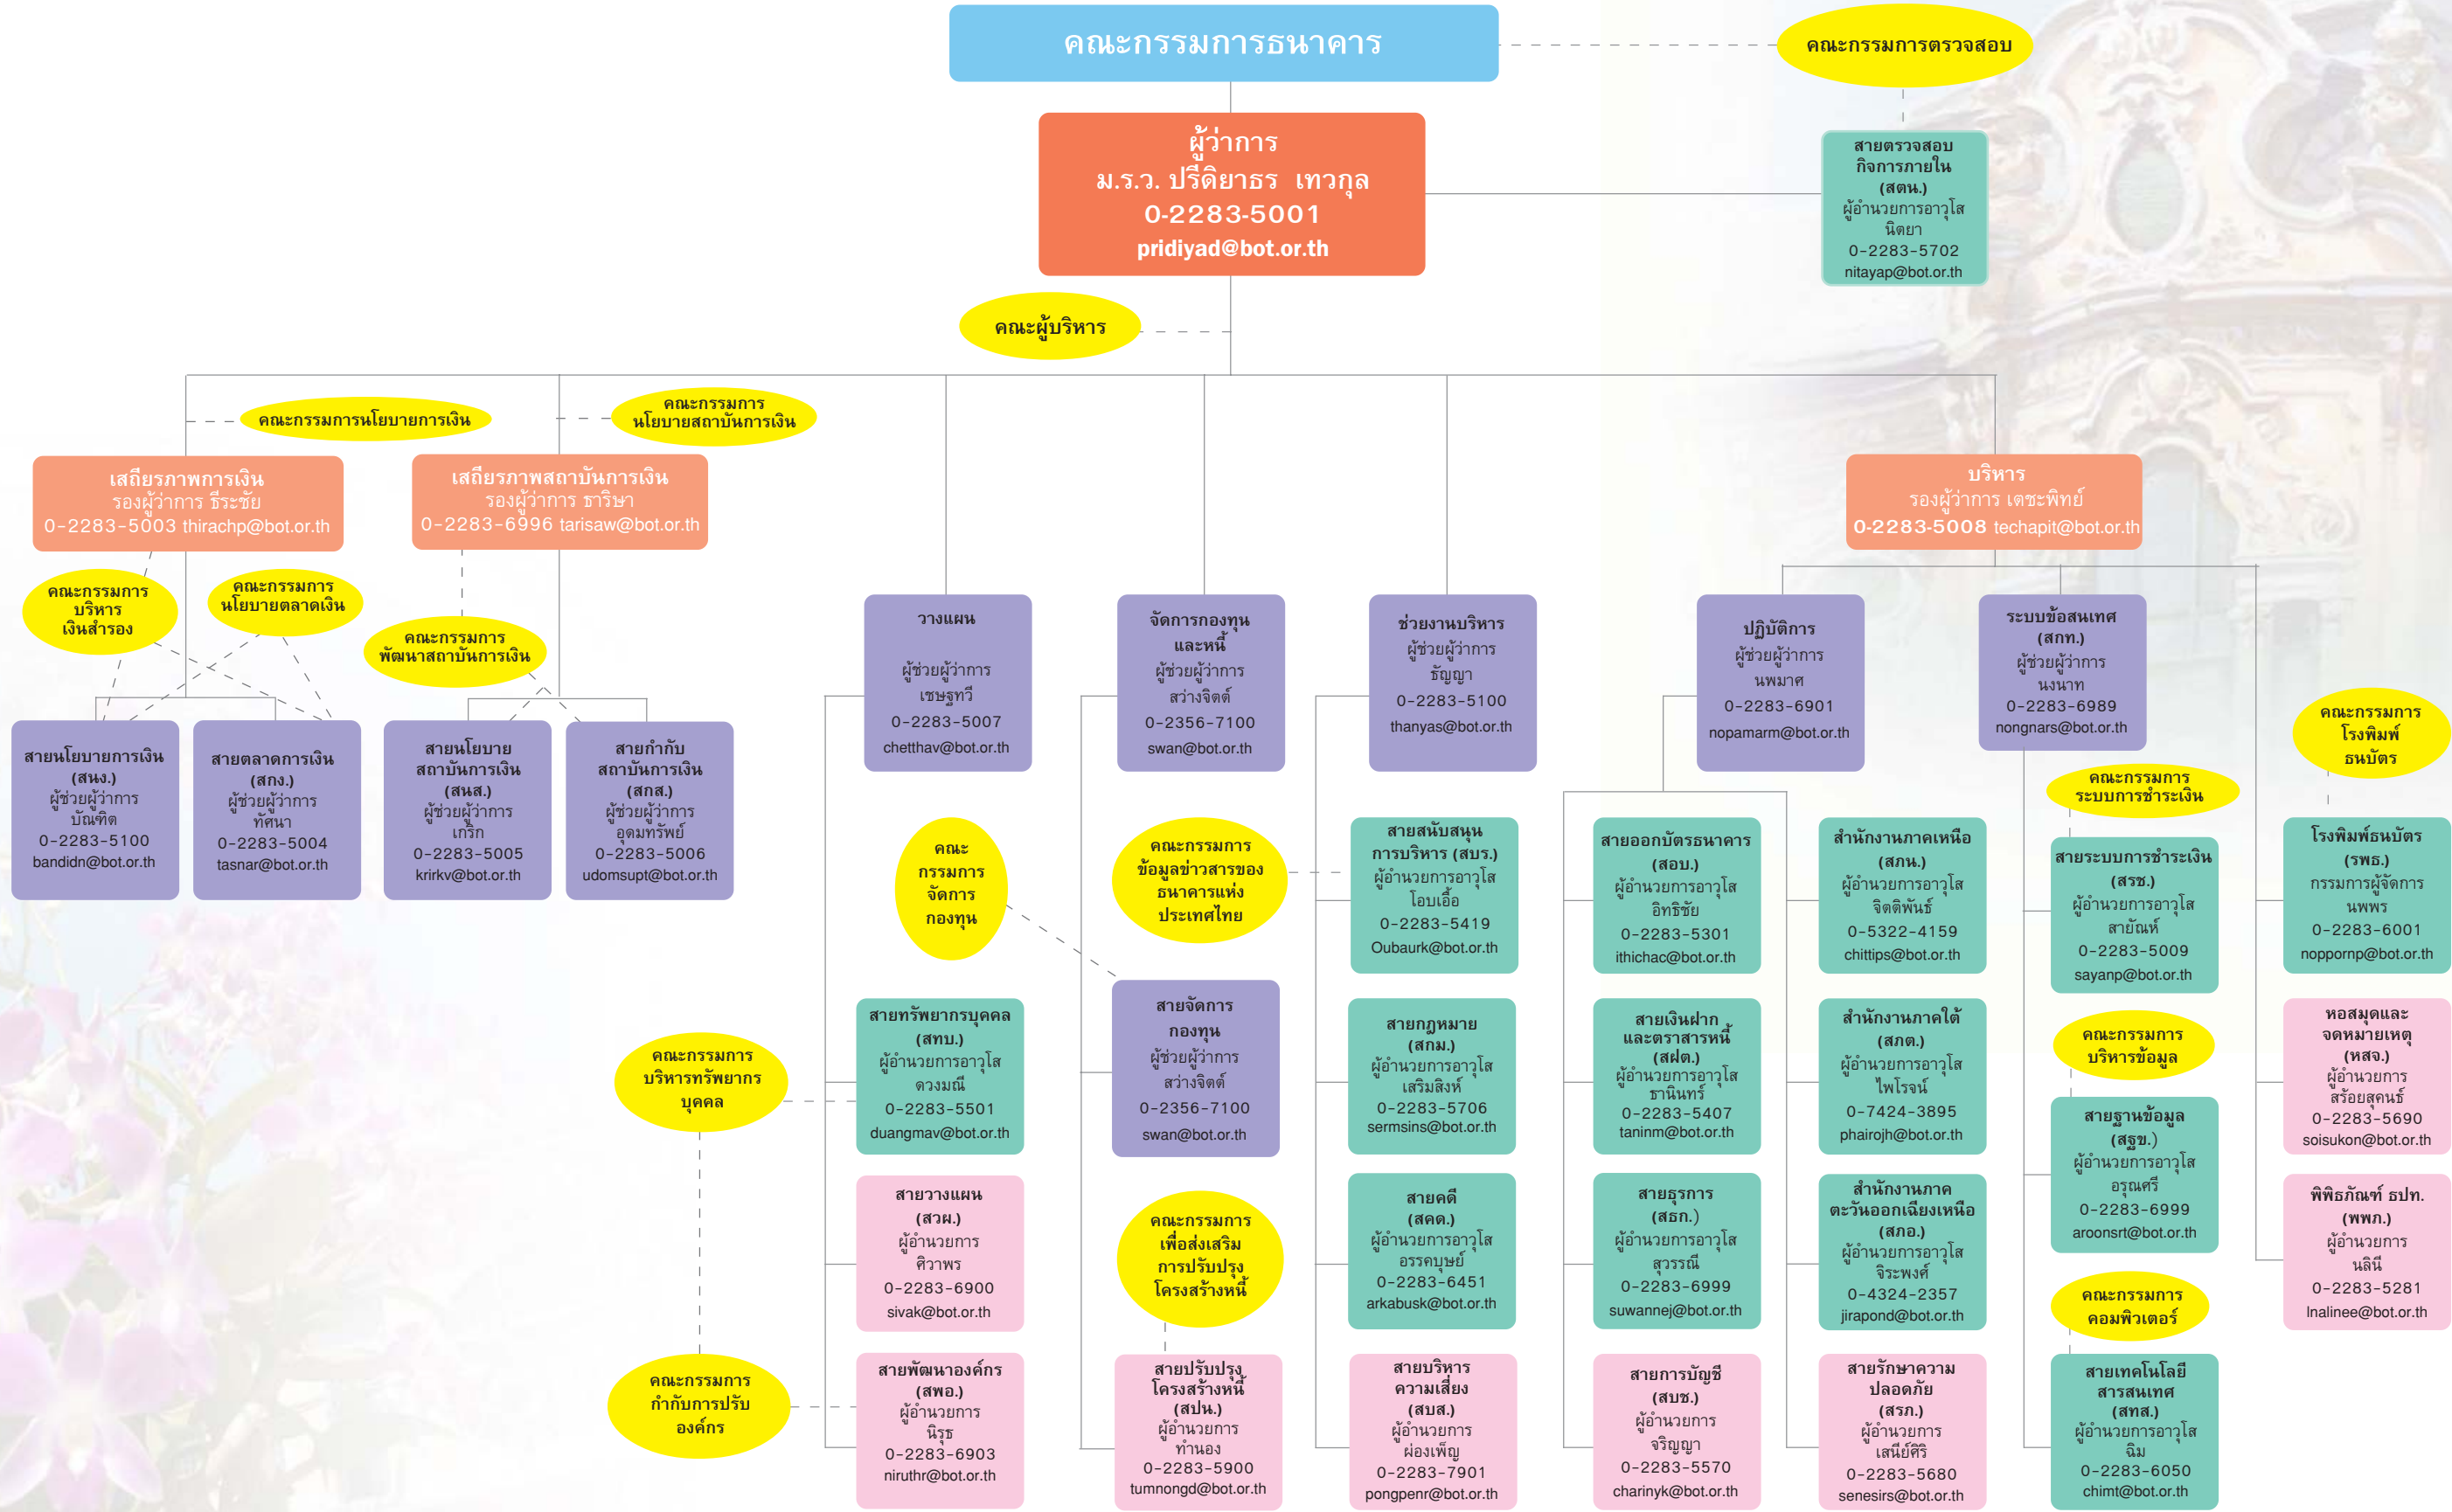 คณะกรรมการธนาคาร
คณะกรรมการตรวจสอบ
ผู้ว่าการ
ม.ร.ว. ปรีดิยาธร เทวกุล
0-2283-5001
pridiyad@bot.or.th
สายตรวจสอบ
กิจการภายใน
(สตน.)
ผู้อำนวยการอาวุโส
นิตยา
0-2283-5702
nitayap@bot.or.th
คณะผู้บริหาร
คณะกรรมการนโยบายการเงิน
คณะกรรมการ
นโยบายสถาบันการเงิน
เสถียรภาพการเงิน
รองผู้ว่าการ ธีระชัย
0-2283-5003 thirachp@bot.or.th
เสถียรภาพสถาบันการเงิน
รองผู้ว่าการ ธาริษา
0-2283-6996 tarisaw@bot.or.th
บริหาร
รองผู้ว่าการ เตชะพิทย์
0-2283-5008 techapit@bot.or.th
คณะกรรมการ
บริหาร
เงินสำรอง
คณะกรรมการ
นโยบายตลาดเงิน
คณะกรรมการ
พัฒนาสถาบันการเงิน
วางแผน
ผู้ช่วยผู้ว่าการ
เชษฐทวี
0-2283-5007
chetthav@bot.or.th
จัดการกองทุน
และหนี้
ผู้ช่วยผู้ว่าการ
สว่างจิตต์
0-2356-7100
swan@bot.or.th
ช่วยงานบริหาร
ผู้ช่วยผู้ว่าการ
ธัญญา
0-2283-5100
thanyas@bot.or.th
ปฏิบัติการ
ผู้ช่วยผู้ว่าการ
นพมาศ
0-2283-6901
nopamarm@bot.or.th
ระบบข้อสนเทศ
(สกท.)
ผู้ช่วยผู้ว่าการ
นงนาท
0-2283-6989
nongnars@bot.or.th
คณะกรรมการ
โรงพิมพ์
ธนบัตร
สายนโยบายการเงิน
(สนง.)
ผู้ช่วยผู้ว่าการ
บัณฑิต
0-2283-5100
bandidn@bot.or.th
สายตลาดการเงิน
(สกง.)
ผู้ช่วยผู้ว่าการ
ทัศนา
0-2283-5004
tasnar@bot.or.th
สายนโยบาย
สถาบันการเงิน
(สนส.)
ผู้ช่วยผู้ว่าการ
เกริก
0-2283-5005
krirkv@bot.or.th
สายกำกับ
สถาบันการเงิน
(สกส.)
ผู้ช่วยผู้ว่าการ
อุดมทรัพย์
0-2283-5006
udomsupt@bot.or.th
คณะกรรมการ
ระบบการชำระเงิน
คณะ
กรรมการ
จัดการ
กองทุน
คณะกรรมการ
ข้อมูลข่าวสารของ
ธนาคารแห่ง
ประเทศไทย
สายสนับสนุน
การบริหาร (สบร.)
ผู้อำนวยการอาวุโส
โอบเอื้อ
0-2283-5419
Oubaurk@bot.or.th
สายออกบัตรธนาคาร
(สอบ.)
ผู้อำนวยการอาวุโส
อิทธิชัย
0-2283-5301
ithichac@bot.or.th
สำนักงานภาคเหนือ
(สภน.)
ผู้อำนวยการอาวุโส
จิตติพันธ์
0-5322-4159
chittips@bot.or.th
สายระบบการชำระเงิน
(สรช.)
ผู้อำนวยการอาวุโส
สายัณห์
0-2283-5009
sayanp@bot.or.th
โรงพิมพ์ธนบัตร
(รพธ.)
กรรมการผู้จัดการ
นพพร
0-2283-6001
noppornp@bot.or.th
คณะกรรมการ
บริหารทรัพยากร
บุคคล
สายทรัพยากรบุคคล
(สทบ.)
ผู้อำนวยการอาวุโส
ดวงมณี
0-2283-5501
duangmav@bot.or.th
สายจัดการ
กองทุน
ผู้ช่วยผู้ว่าการ
สว่างจิตต์
0-2356-7100
swan@bot.or.th
สายกฎหมาย
(สกม.)
ผู้อำนวยการอาวุโส
เสริมสิงห์
0-2283-5706
sermsins@bot.or.th
สายเงินฝาก
และตราสารหนี้
(สฝต.)
ผู้อำนวยการอาวุโส
ธานินทร์
0-2283-5407
taninm@bot.or.th
สำนักงานภาคใต้
(สภต.)
ผู้อำนวยการอาวุโส
ไพโรจน์
0-7424-3895
phairojh@bot.or.th
คณะกรรมการ
บริหารข้อมูล
สายฐานข้อมูล
(สฐข.)
ผู้อำนวยการอาวุโส
อรุณศรี
0-2283-6999
aroonsrt@bot.or.th
หอสมุดและ
จดหมายเหตุ
(หสจ.)
ผู้อำนวยการ
สร้อยสุคนธ์
0-2283-5690
soisukon@bot.or.th
สายวางแผน
(สวผ.)
ผู้อำนวยการ
ศิวาพร
0-2283-6900
sivak@bot.or.th
คณะกรรมการ
เพื่อส่งเสริม
การปรับปรุง
โครงสร้างหนี้
สายคดี
(สคด.)
ผู้อำนวยการอาวุโส
อรรคบุษย์
0-2283-6451
arkabusk@bot.or.th
สายธุรการ
(สธก.)
ผู้อำนวยการอาวุโส
สุวรรณี
0-2283-6999
suwannej@bot.or.th
สำนักงานภาค
ตะวันออกเฉียงเหนือ
(สภอ.)
ผู้อำนวยการอาวุโส
จิระพงศ์
0-4324-2357
jirapond@bot.or.th
คณะกรรมการ
คอมพิวเตอร์
พิพิธภัณฑ์ ธปท.
(พพภ.)
ผู้อำนวยการ
นลินี
0-2283-5281
lnalinee@bot.or.th
คณะกรรมการ
กำกับการปรับ
องค์กร
สายพัฒนาองค์กร
(สพอ.)
ผู้อำนวยการ
นิรุธ
0-2283-6903
niruthr@bot.or.th
สายปรับปรุง
โครงสร้างหนี้
(สปน.)
ผู้อำนวยการ
ทำนอง
0-2283-5900
tumnongd@bot.or.th
สายบริหาร
ความเสี่ยง
(สบส.)
ผู้อำนวยการ
ผ่องเพ็ญ
0-2283-7901
pongpenr@bot.or.th
สายการบัญชี
(สบช.)
ผู้อำนวยการ
จริญญา
0-2283-5570
charinyk@bot.or.th
สายรักษาความ
ปลอดภัย
(สรภ.)
ผู้อำนวยการ
เสนีย์ศิริ
0-2283-5680
senesirs@bot.or.th
สายเทคโนโลยี
สารสนเทศ
(สทส.)
ผู้อำนวยการอาวุโส
ฉิม
0-2283-6050
chimt@bot.or.th